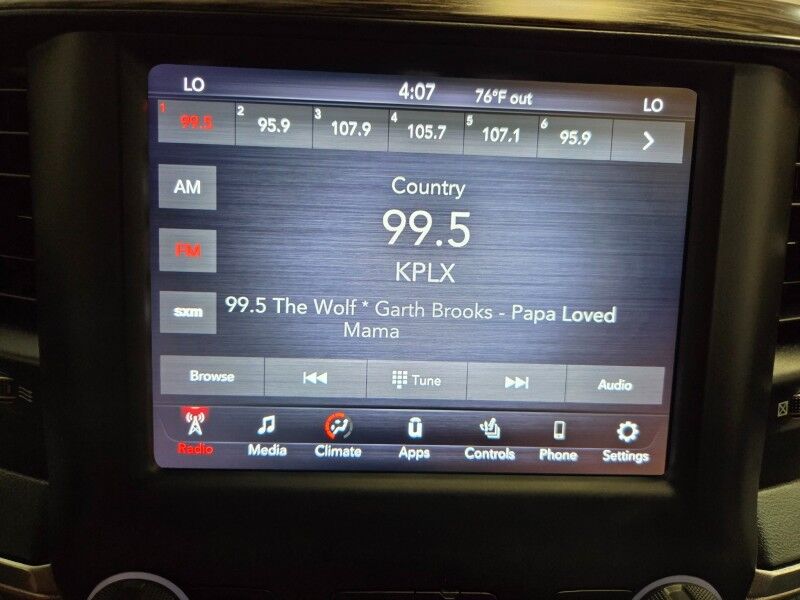 LO 4:07 76°F out LO
1 99.5 2 95.9 3 107.9 4 105.7 5 107.1 6 95.9 >
AM
Country
99.5
FM
KPLX
sxm
99.5 The Wolf * Garth Brooks - Papa Loved
Mama
Browse Tune Audio
Radio Media Climate Apps Controls Phone Settings